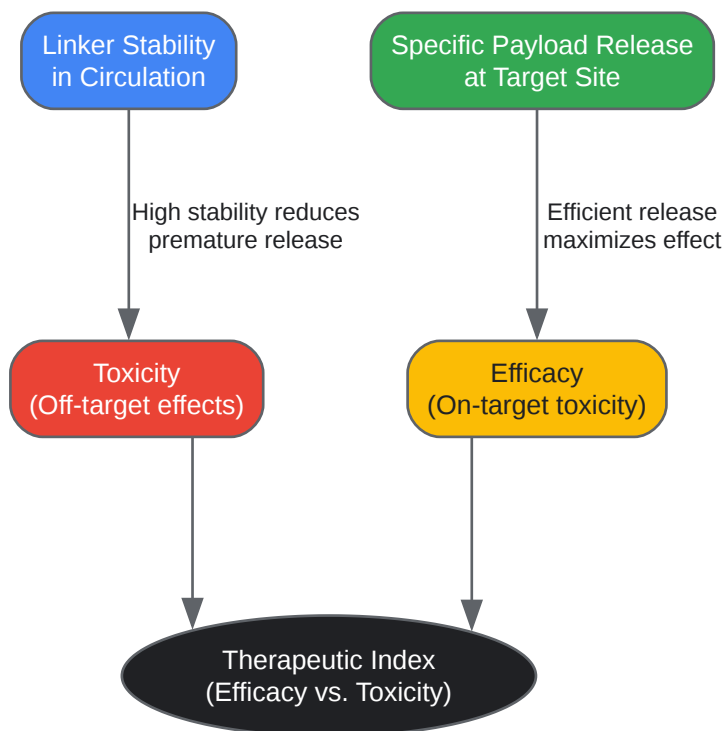 Linker Stability
in Circulation
Specific Payload Release
at Target Site
High stability reduces
premature release
Efficient release
maximizes effect
Toxicity
(Off-target effects)
Efficacy
(On-target toxicity)
Therapeutic Index
(Efficacy vs. Toxicity)